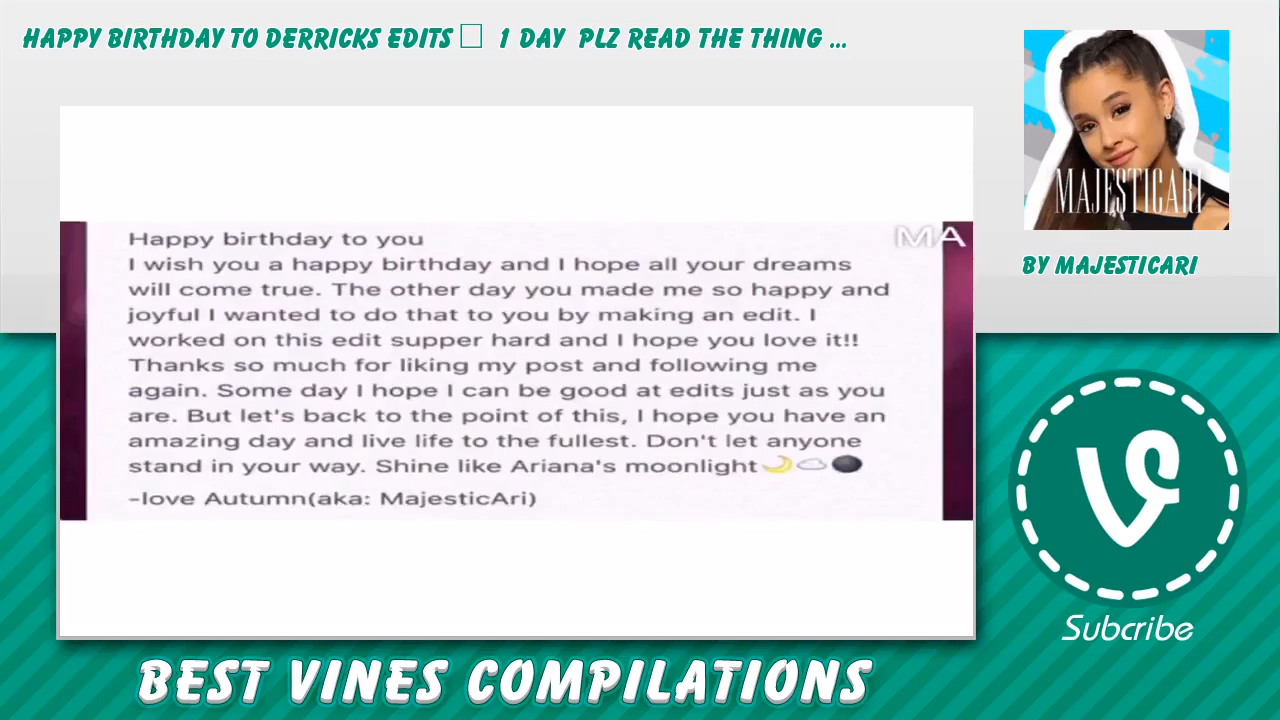 HAPPY BIRTHDAY TO DERRICKS EDITS □ 1 DAY PLZ READ THE THING ...
MAJESTICARI
BY MAJESTICARI
MA
Happy birthday to you
I wish you a happy birthday and I hope all your dreams
will come true. The other day you made me so happy and
joyful I wanted to do that to you by making an edit. I
worked on this edit supper hard and I hope you love it!!
Thanks so much for liking my post and following me
again. Some day I hope I can be good at edits just as you
are. But let's back to the point of this, I hope you have an
amazing day and live life to the fullest. Don't let anyone
stand in your way. Shine like Ariana's moonlight🌙☁️🌑
-love Autumn(aka: MajesticAri)
Subcribe
BEST VINES COMPILATIONS